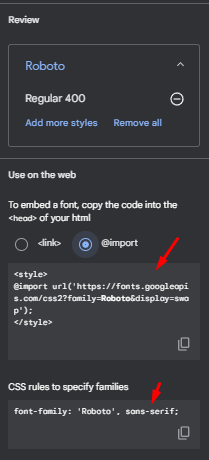 Review
Roboto
Regular 400
Add more styles Remove all
Use on the web
To embed a font, copy the code into the
<head> of your html
<link> @import
<style>
@import url('https://fonts.googleapi
s.com/css2?family=Roboto&display=swa
p');
</style>
CSS rules to specify families
font-family: 'Roboto', sans-serif;